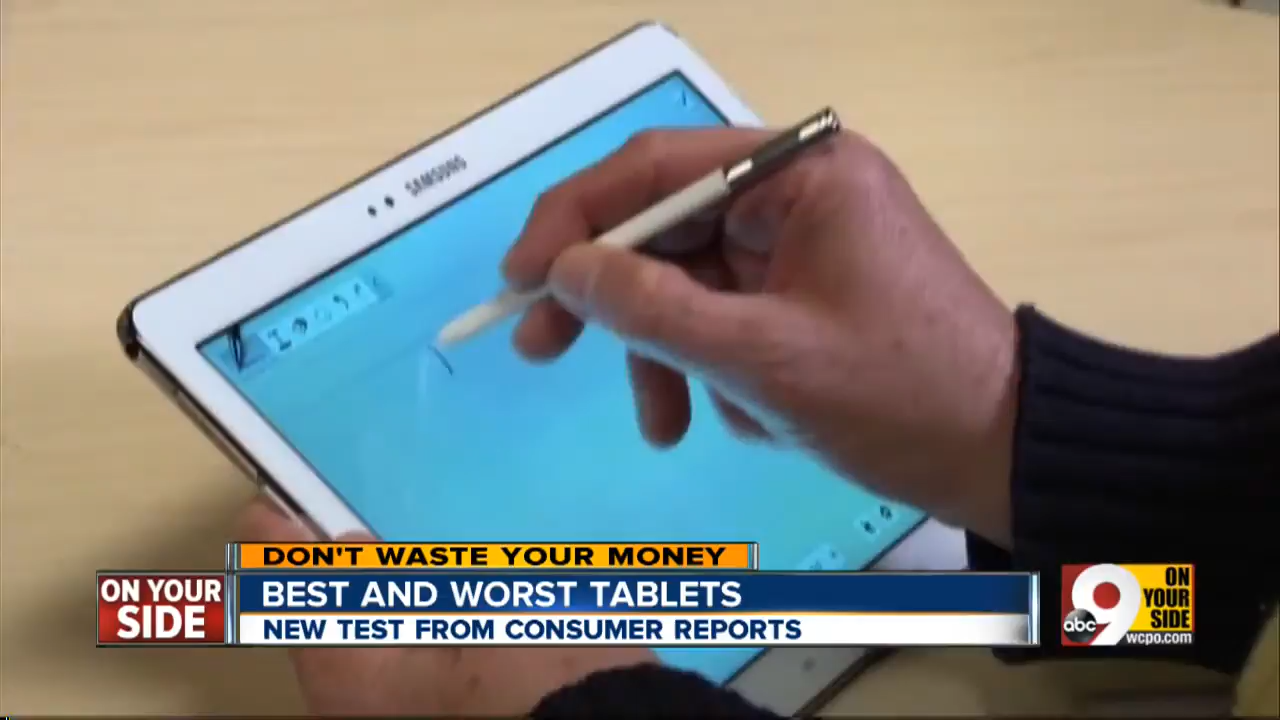 SAMSUNG
DON'T WASTE YOUR MONEY
ON YOUR
SIDE
BEST AND WORST TABLETS
NEW TEST FROM CONSUMER REPORTS
9
abc
ON
YOUR
SIDE
wcpo.com